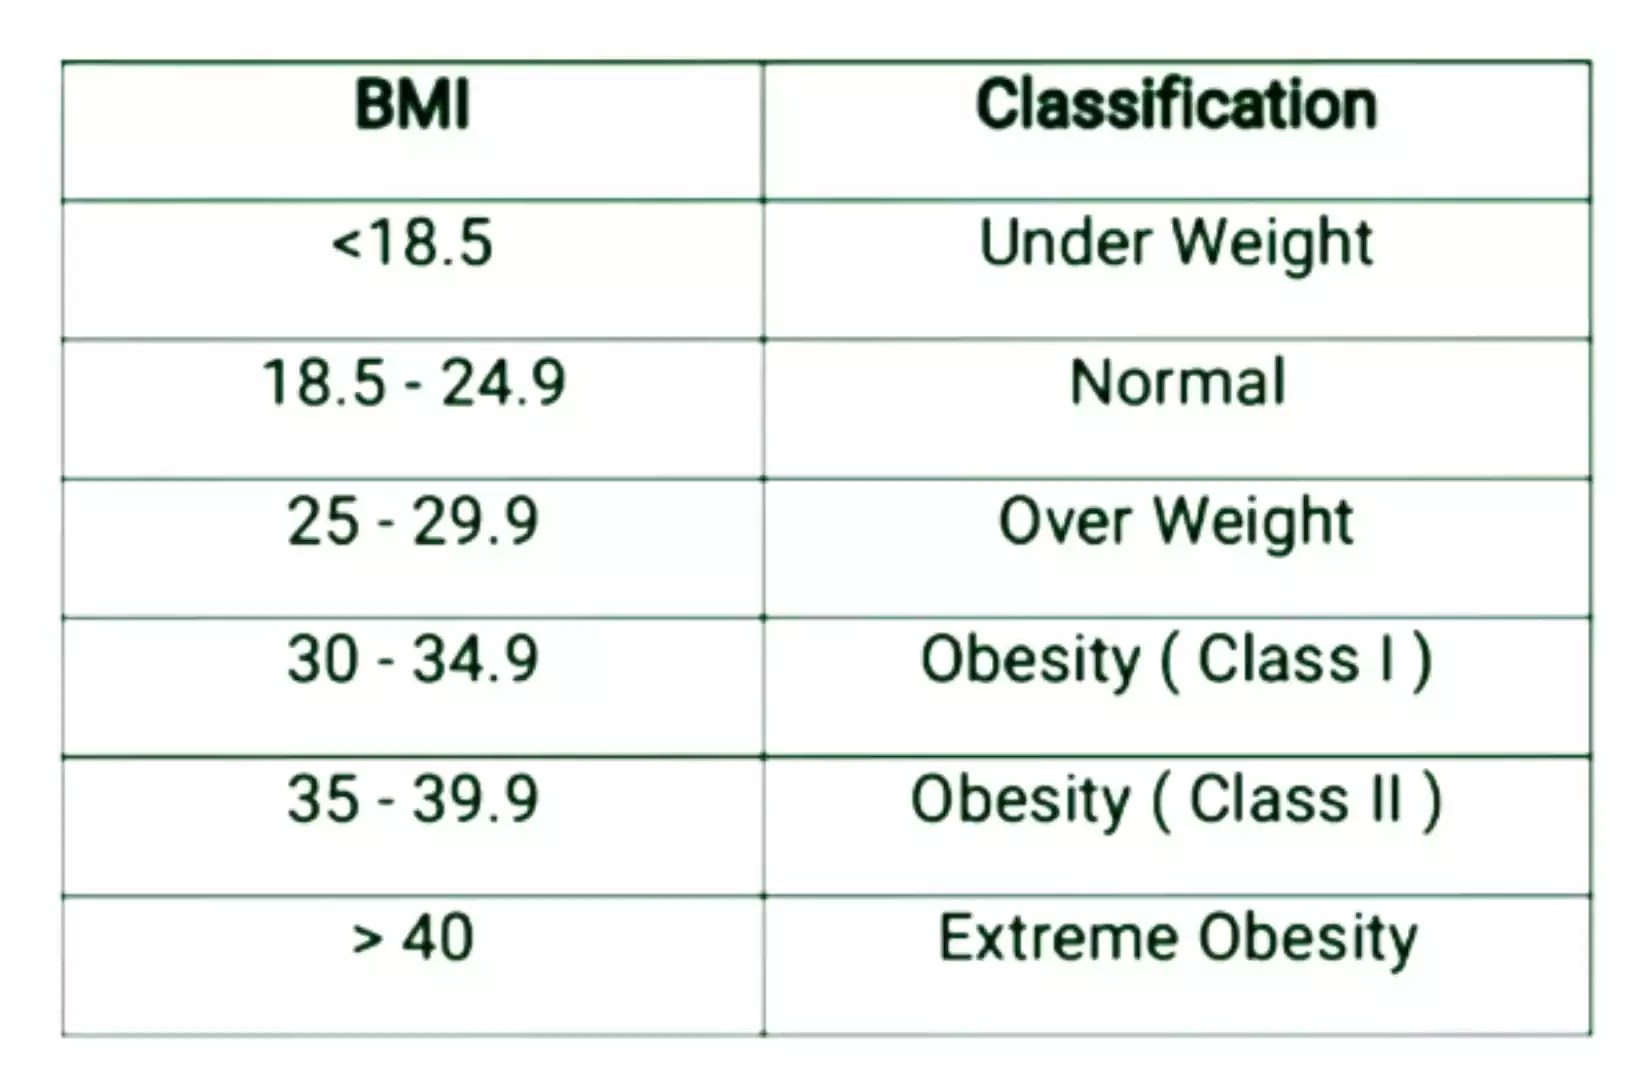 BMI Classification
<18.5 Under Weight
18.5 - 24.9 Normal
25 - 29.9 Over Weight
30 - 34.9 Obesity ( Class I )
35 - 39.9 Obesity ( Class II )
> 40 Extreme Obesity